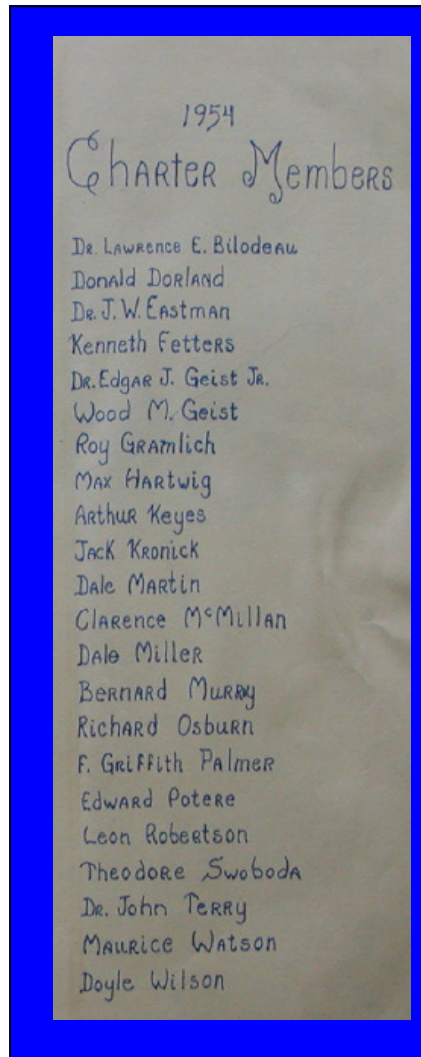 1954
Charter Members
Dr. Lawrence E. Bilodeau
Donald Dorland
Dr. J. W. Eastman
Kenneth Fetters
Dr. Edgar J. Geist Jr.
Wood M. Geist
Roy Gramlich
Max Hartwig
Arthur Keyes
Jack Kronick
Dale Martin
Clarence McMillan
Dale Miller
Bernard Murry
Richard Osburn
F. Griffith Palmer
Edward Potere
Leon Robertson
Theodore Swoboda
Dr. John Terry
Maurice Watson
Doyle Wilson